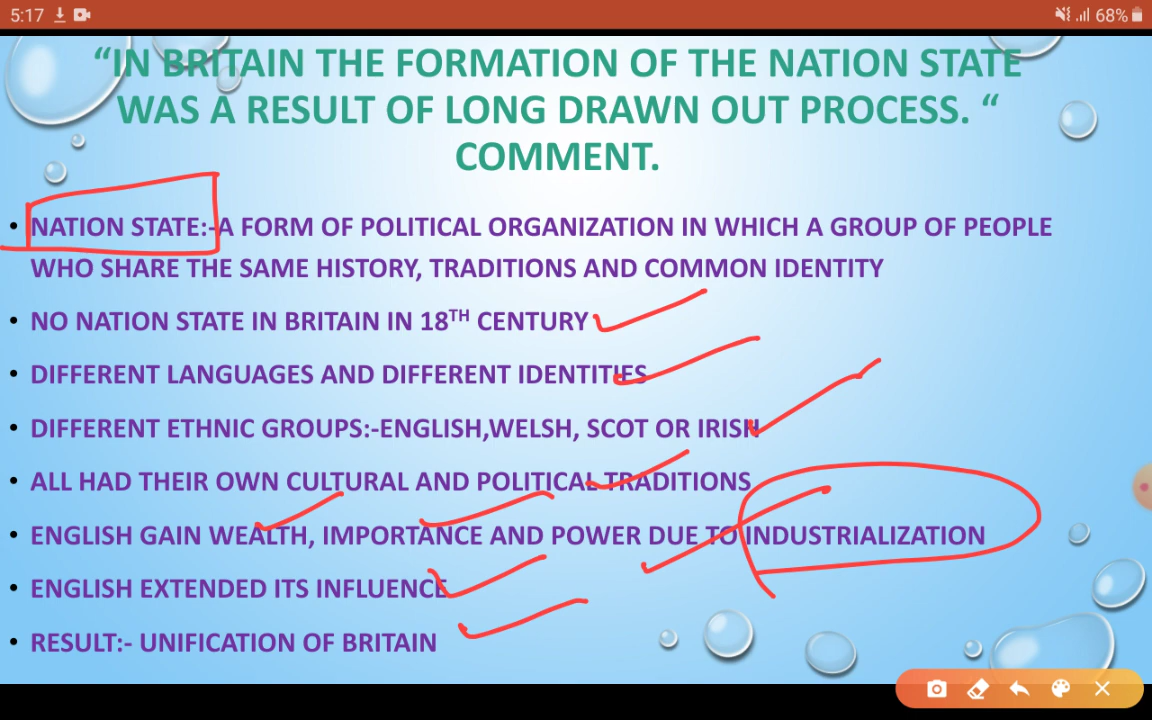 5:17
68%
“IN BRITAIN THE FORMATION OF THE NATION STATE
WAS A RESULT OF LONG DRAWN OUT PROCESS. “
COMMENT.
• NATION STATE:-A FORM OF POLITICAL ORGANIZATION IN WHICH A GROUP OF PEOPLE
WHO SHARE THE SAME HISTORY, TRADITIONS AND COMMON IDENTITY
• NO NATION STATE IN BRITAIN IN 18TH CENTURY
• DIFFERENT LANGUAGES AND DIFFERENT IDENTITIES
• DIFFERENT ETHNIC GROUPS:-ENGLISH,WELSH, SCOT OR IRISH
• ALL HAD THEIR OWN CULTURAL AND POLITICAL TRADITIONS
• ENGLISH GAIN WEALTH, IMPORTANCE AND POWER DUE TO INDUSTRIALIZATION
• ENGLISH EXTENDED ITS INFLUENCE
• RESULT:- UNIFICATION OF BRITAIN